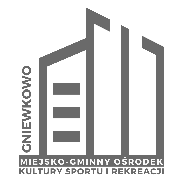 GNIEWKOWO
MIEJSKO-GMINNY OŚRODEK
KULTURY SPORTU I REKREACJI